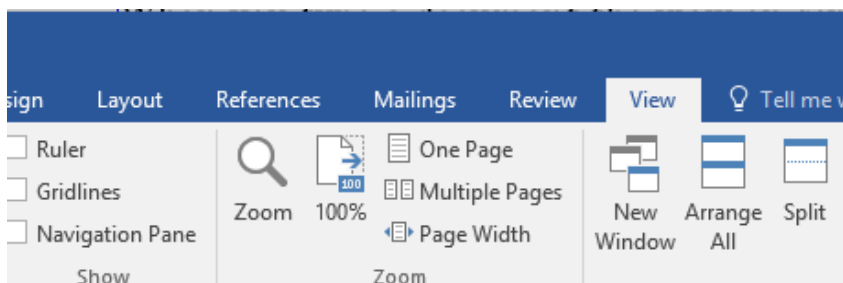 sign Layout References Mailings Review View Tell me w
Ruler
Gridlines
Navigation Pane
Show
Zoom
100
100%
One Page
Multiple Pages
Page Width
Zoom
New
Window
Arrange
All
Split